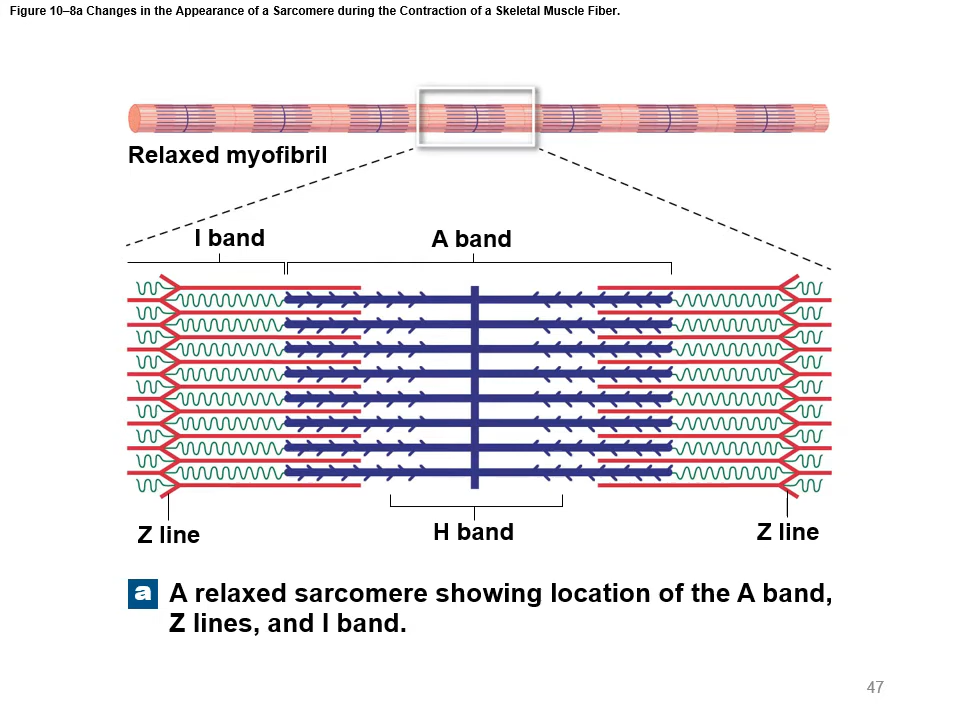 Figure 10–8a Changes in the Appearance of a Sarcomere during the Contraction of a Skeletal Muscle Fiber.
Relaxed myofibril
I band
A band
Z line
H band
Z line
a A relaxed sarcomere showing location of the A band,
Z lines, and I band.
47